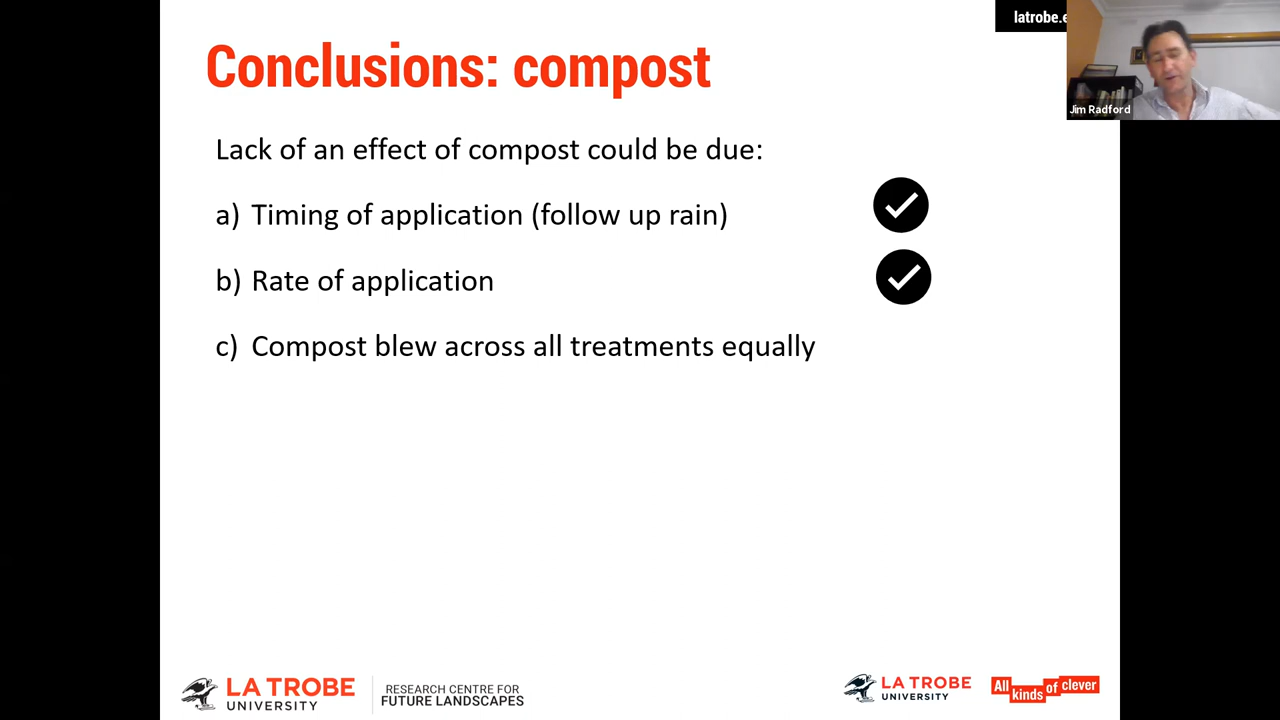 latrobe.e
Conclusions: compost
Jim Radford
Lack of an effect of compost could be due:
a) Timing of application (follow up rain)
b) Rate of application
c) Compost blew across all treatments equally
LA TROBE
UNIVERSITY
RESEARCH CENTRE FOR
FUTURE LANDSCAPES
LA TROBE
UNIVERSITY
All kinds of clever